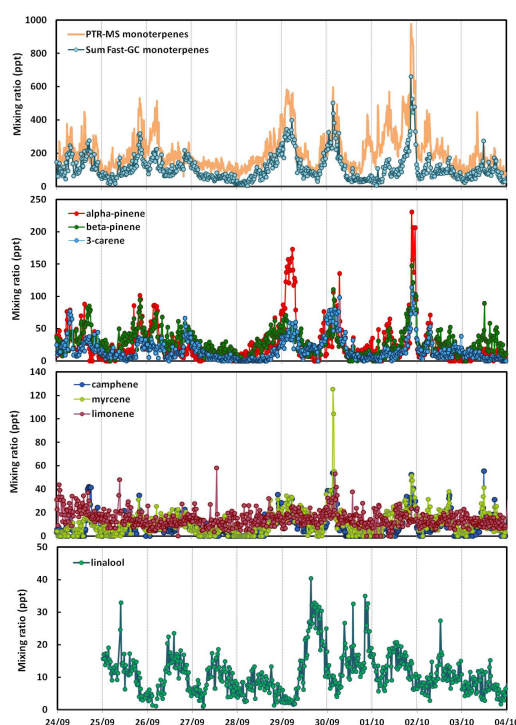 1000
800
600
400
200
0
Mixing ratio (ppt)
PTR-MS monoterpenes
Sum Fast-GC monoterpenes
250
200
150
100
50
0
Mixing ratio (ppt)
alpha-pinene
beta-pinene
3-carene
140
120
100
80
60
40
20
0
Mixing ratio (ppt)
camphene
myrcene
limonene
50
40
30
20
10
0
Mixing ratio (ppt)
linalool
24/09 25/09 26/09 27/09 28/09 29/09 30/09 01/10 02/10 03/10 04/10